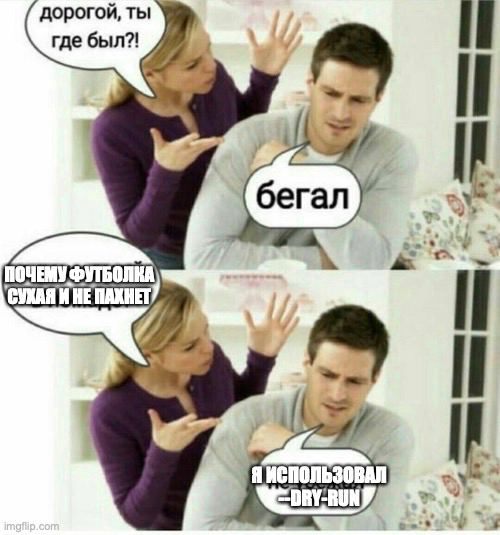 дорогой, ты
где был?!
бегал
ПОЧЕМУ ФУТБОЛКА
СУХАЯ И НЕ ПАХНЕТ
Я ИСПОЛЬЗОВАЛ
--DRY-RUN
imgflip.com